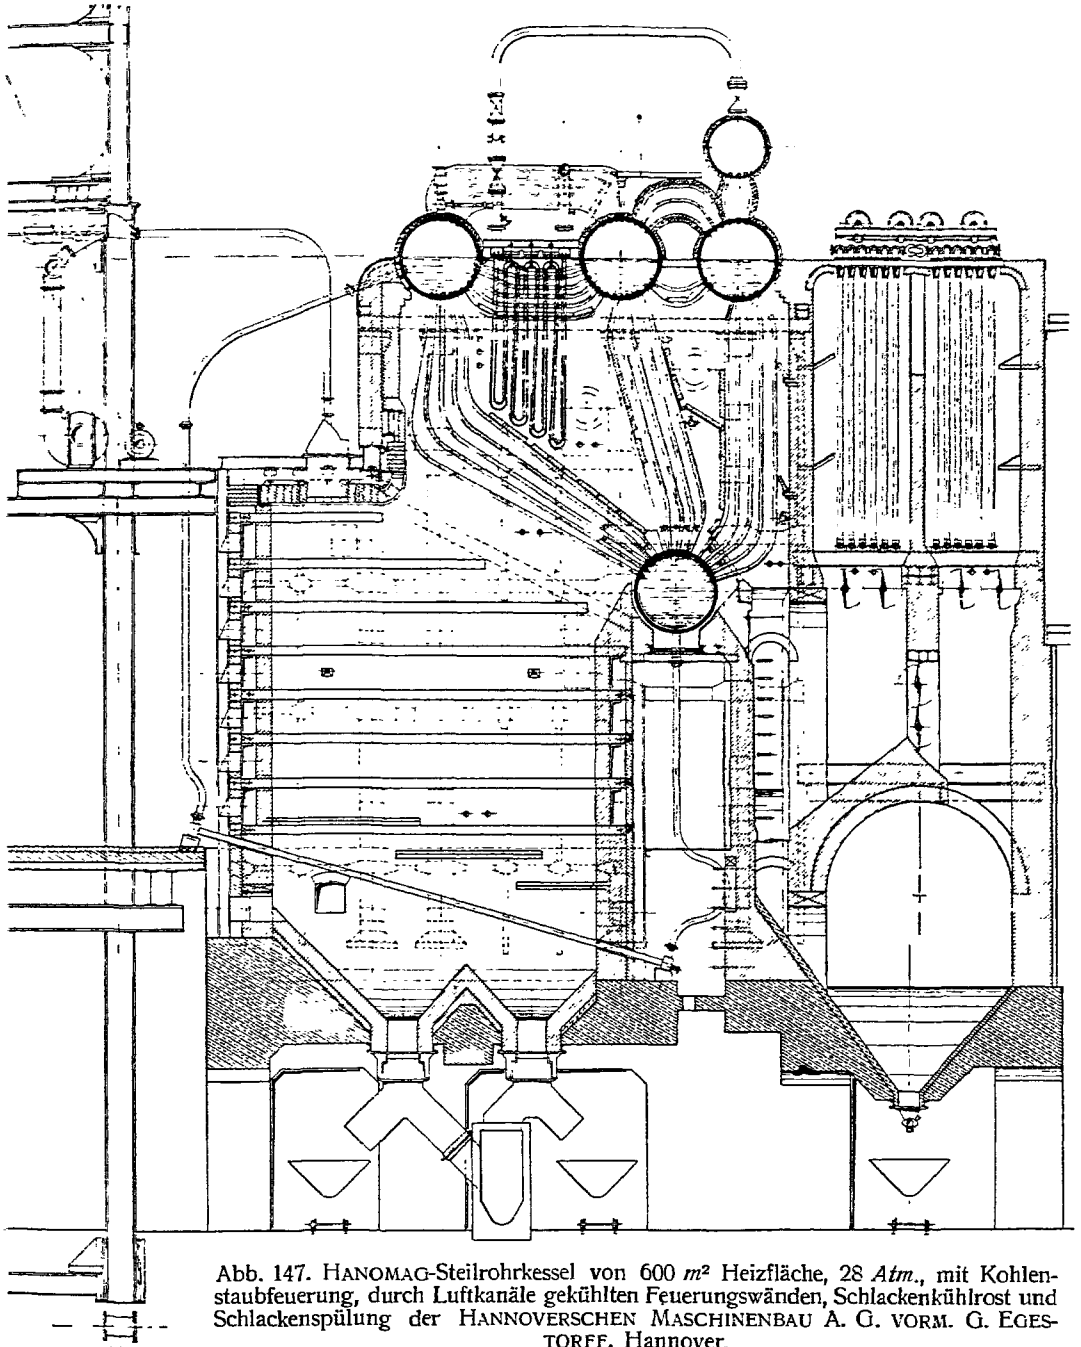 Abb. 147. HANOMAG-Steilrohrkessel von 600 m² Heizfläche, 28 Atm., mit Kohlen-
staubfeuerung, durch Luftkanäle gekühlten Feuerungswänden, Schlackenkühlrost und
Schlackenspülung der HANNOVERSCHEN MASCHINENBAU A. G. VORM. G. EGES-
TORFF, Hannover.